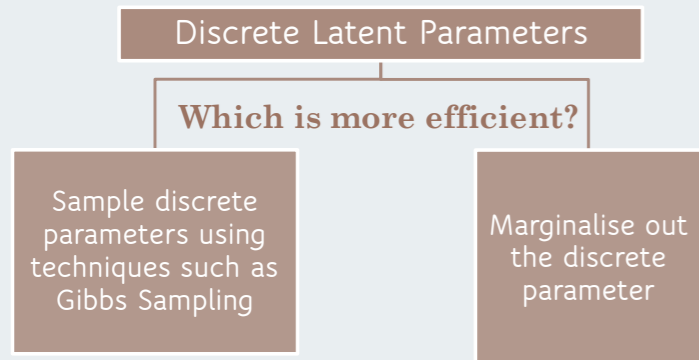 Discrete Latent Parameters
Which is more efficient?
Sample discrete
parameters using
techniques such as
Gibbs Sampling
Marginalise out
the discrete
parameter